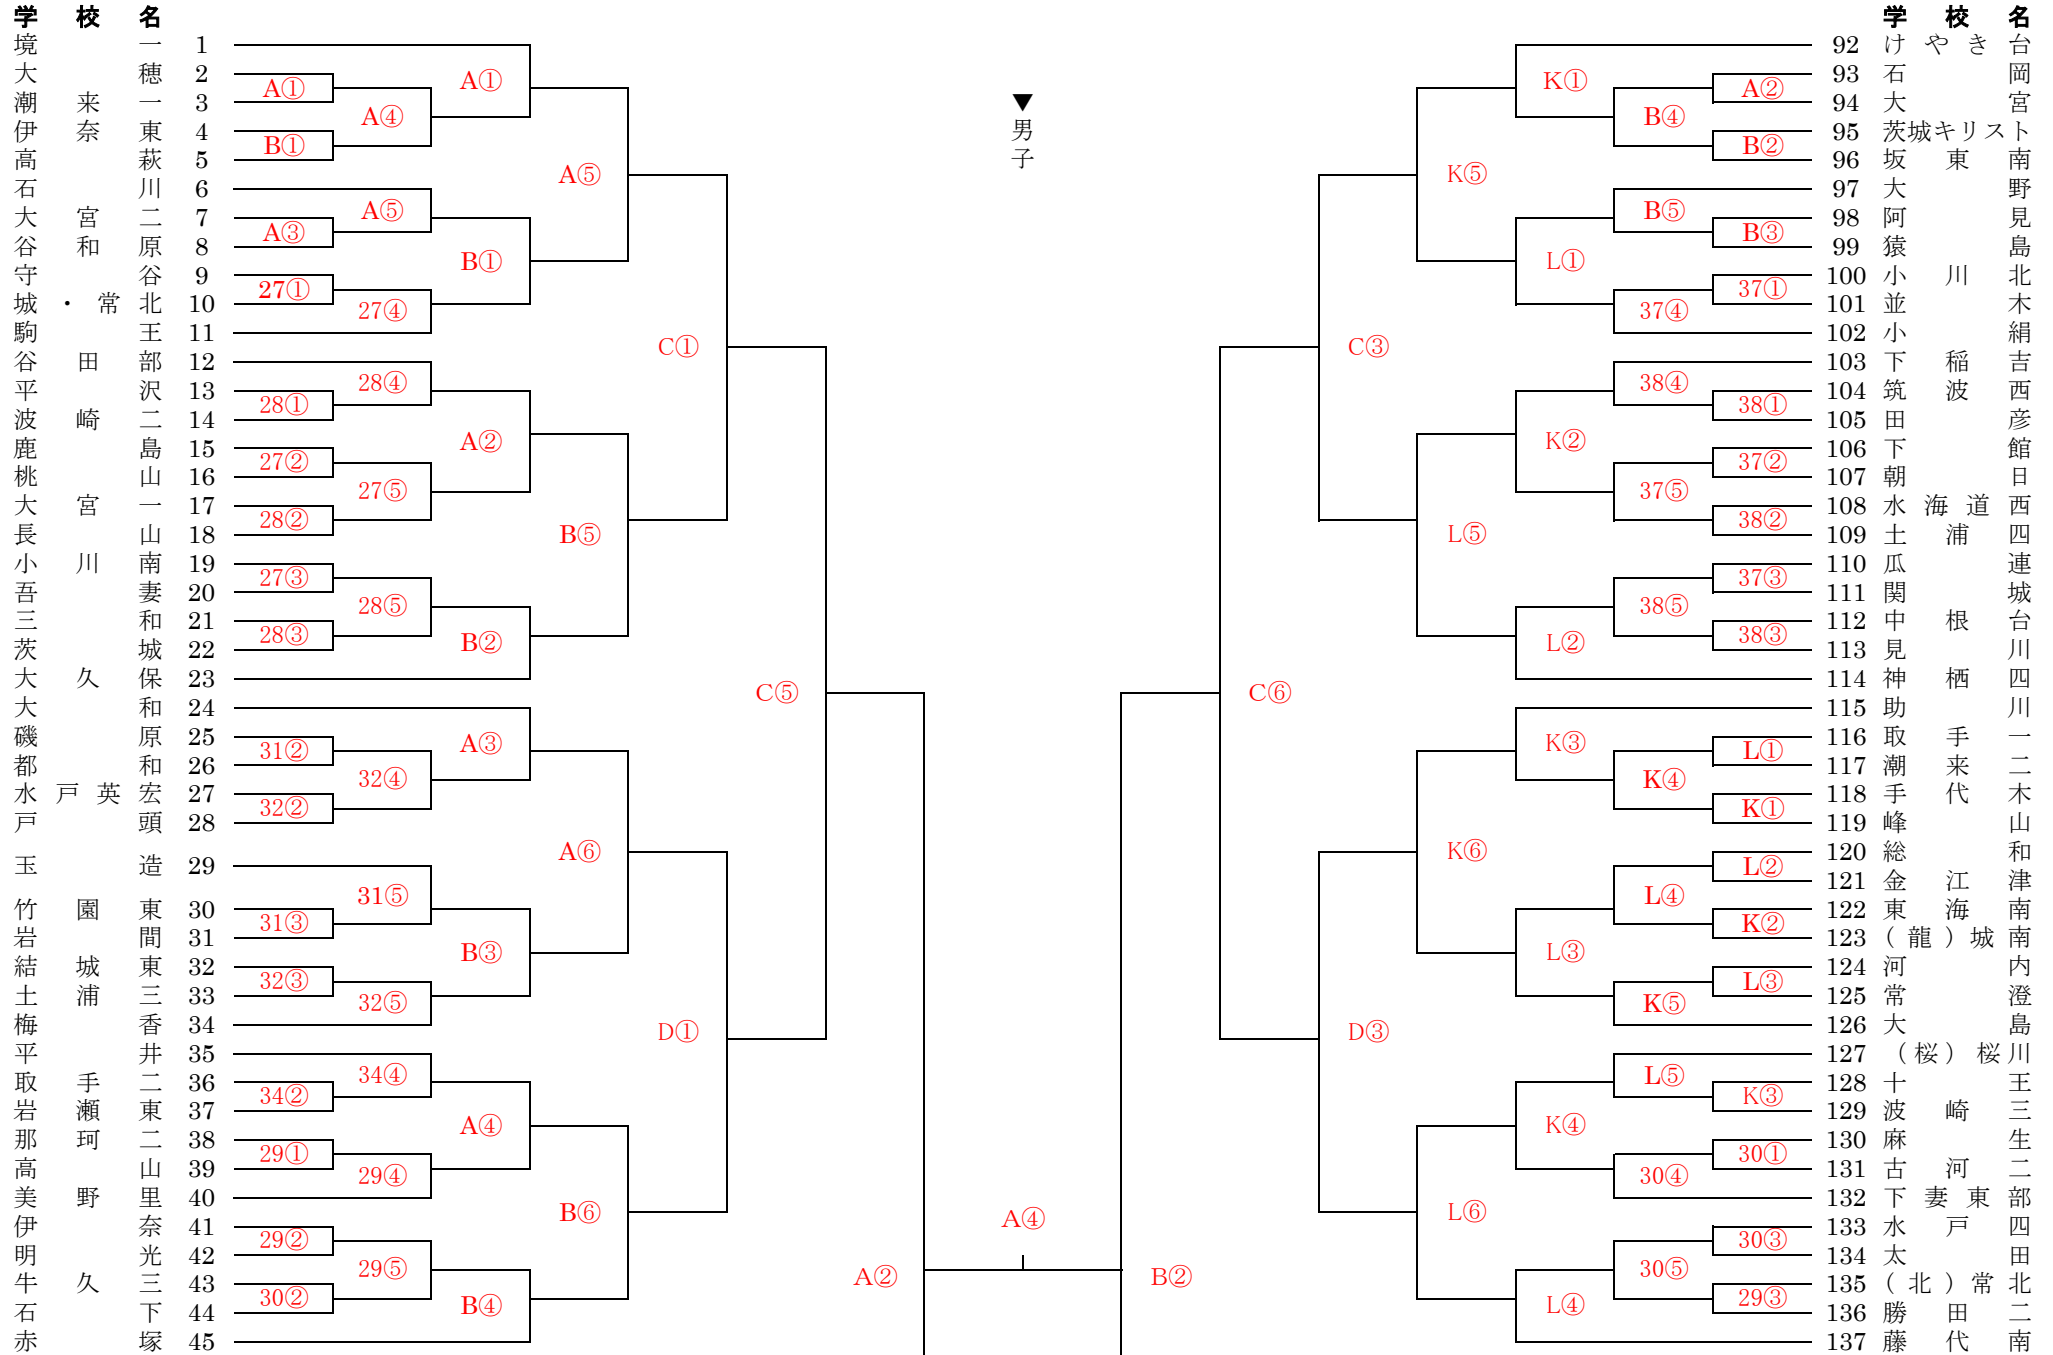 学校名
学校名
境一 1
92 けやき台
大穂 2
93 石岡
潮来一 3
94 大宮
伊奈東 4
95 茨城キリスト
高萩 5
96 坂東南
石川 6
97 大野
大宮二 7
98 阿見
谷和原 8
99 猿島
守谷 9
100 小川北
城・常北 10
101 並木
駒王 11
102 小絹
谷田部 12
103 下稲吉
平沢 13
104 筑波西
波崎二 14
105 田彦
鹿島 15
106 下館
桃山 16
107 朝日
大宮一 17
108 水海道西
長山 18
109 土浦四
小川南 19
110 瓜連
吾妻 20
111 関城
三和 21
112 中根台
茨城 22
113 見川
大久保 23
114 神栖四
大和 24
115 助川
磯原 25
116 取手一
都和 26
117 潮来二
水戸英宏 27
118 手代木
戸頭 28
119 峰山
玉造 29
120 総和
121 金江津
竹園東 30
122 東海南
岩間 31
123 (龍)城南
結城東 32
124 河内
土浦三 33
125 常澄
梅香 34
126 大島
平井 35
127 (桜)桜川
取手二 36
128 十王
岩瀬東 37
129 波崎三
那珂二 38
130 麻生
高山 39
131 古河二
美野里 40
132 下妻東部
伊奈 41
133 水戸四
明光 42
134 太田
牛久三 43
135 (北)常北
石下 44
136 勝田二
赤塚 45
137 藤代南
▼男子
A①
B①
A③
27①
28①
27②
28②
27③
28③
31②
32②
31③
32③
34②
29①
29②
30②
A④
A⑤
27④
28④
27⑤
28⑤
32④
31⑤
32⑤
34④
29④
29⑤
A①
B①
A②
B②
A③
B③
A④
B④
A⑤
B⑤
A⑥
B⑥
C①
D①
C⑤
A②
A④
B②
C⑥
C③
D③
K⑤
L⑤
K⑥
L⑥
K①
L①
K②
L②
K③
L③
K④
L④
B④
B⑤
37④
38④
37⑤
38⑤
K④
L④
K⑤
L⑤
30④
30⑤
A②
B②
B③
37①
38①
37②
38②
37③
38③
L①
K①
L②
K②
L③
K③
30①
30③
29③